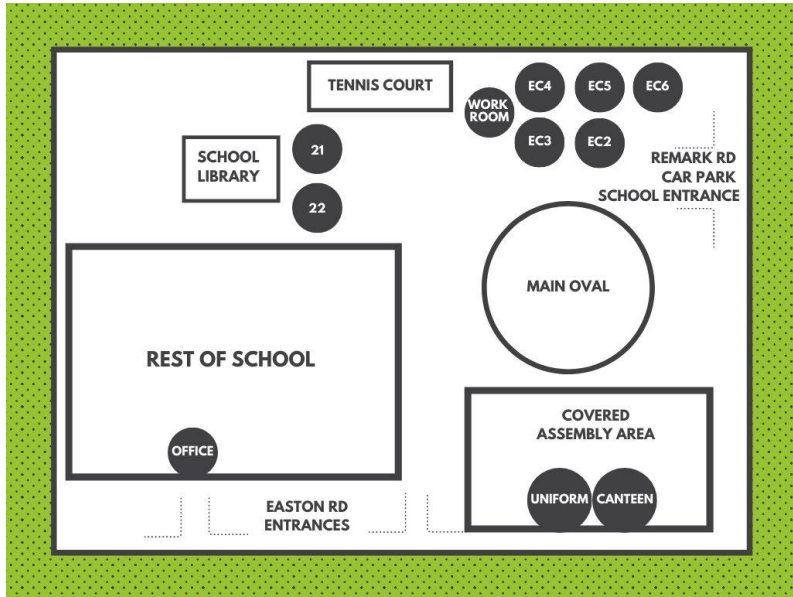 TENNIS COURT
WORK
ROOM
EC4
EC5
EC6
EC3
EC2
REMARK RD
CAR PARK
SCHOOL ENTRANCE
SCHOOL
LIBRARY
21
22
MAIN OVAL
REST OF SCHOOL
OFFICE
COVERED
ASSEMBLY AREA
UNIFORM
CANTEEN
EASTON RD
ENTRANCES